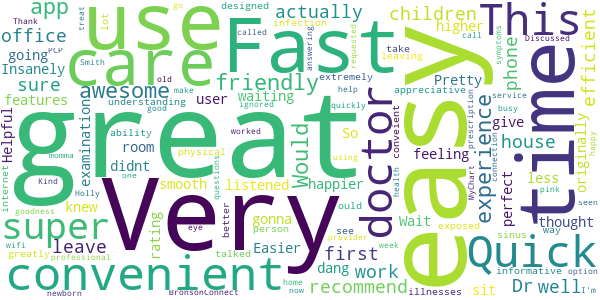 app
treat
lot
Thank
PCP
go
use
Fast
designed
infection
called
answering
requested
actually
children
higher
take
call
leaving
This
symptoms
office
going
Smith
care
awesome
old
Insanely
sure
make
features
understanding
good
friendly
user
waiting
extremely
help
ignored
quickly
doctor
phone
Pretty
appreciative
service
busy
prescription
efficient
easy
time
originally
happy
Helpful
great
examination
ability
room
worked
Would
So
using
convenient
give
experience
MyChart
connection
house
internet
momma
Kind
didnt
physical
smooth
listened
questions
happier
feeling
health
perfect
less
pink
seen
goodness
Very
one
Holly
knew
rating
eye
gonna
person
better
ould
Wait
exposed
sinus
thought
way
super
wifi
greatly
professional
leave
talked
Easier
dang
see
provider
first
week
work
Quick
informative
option
convenient
home
now
recommend
illnesses
sit
Dr
well
I'm
newborn
BronsonConnect